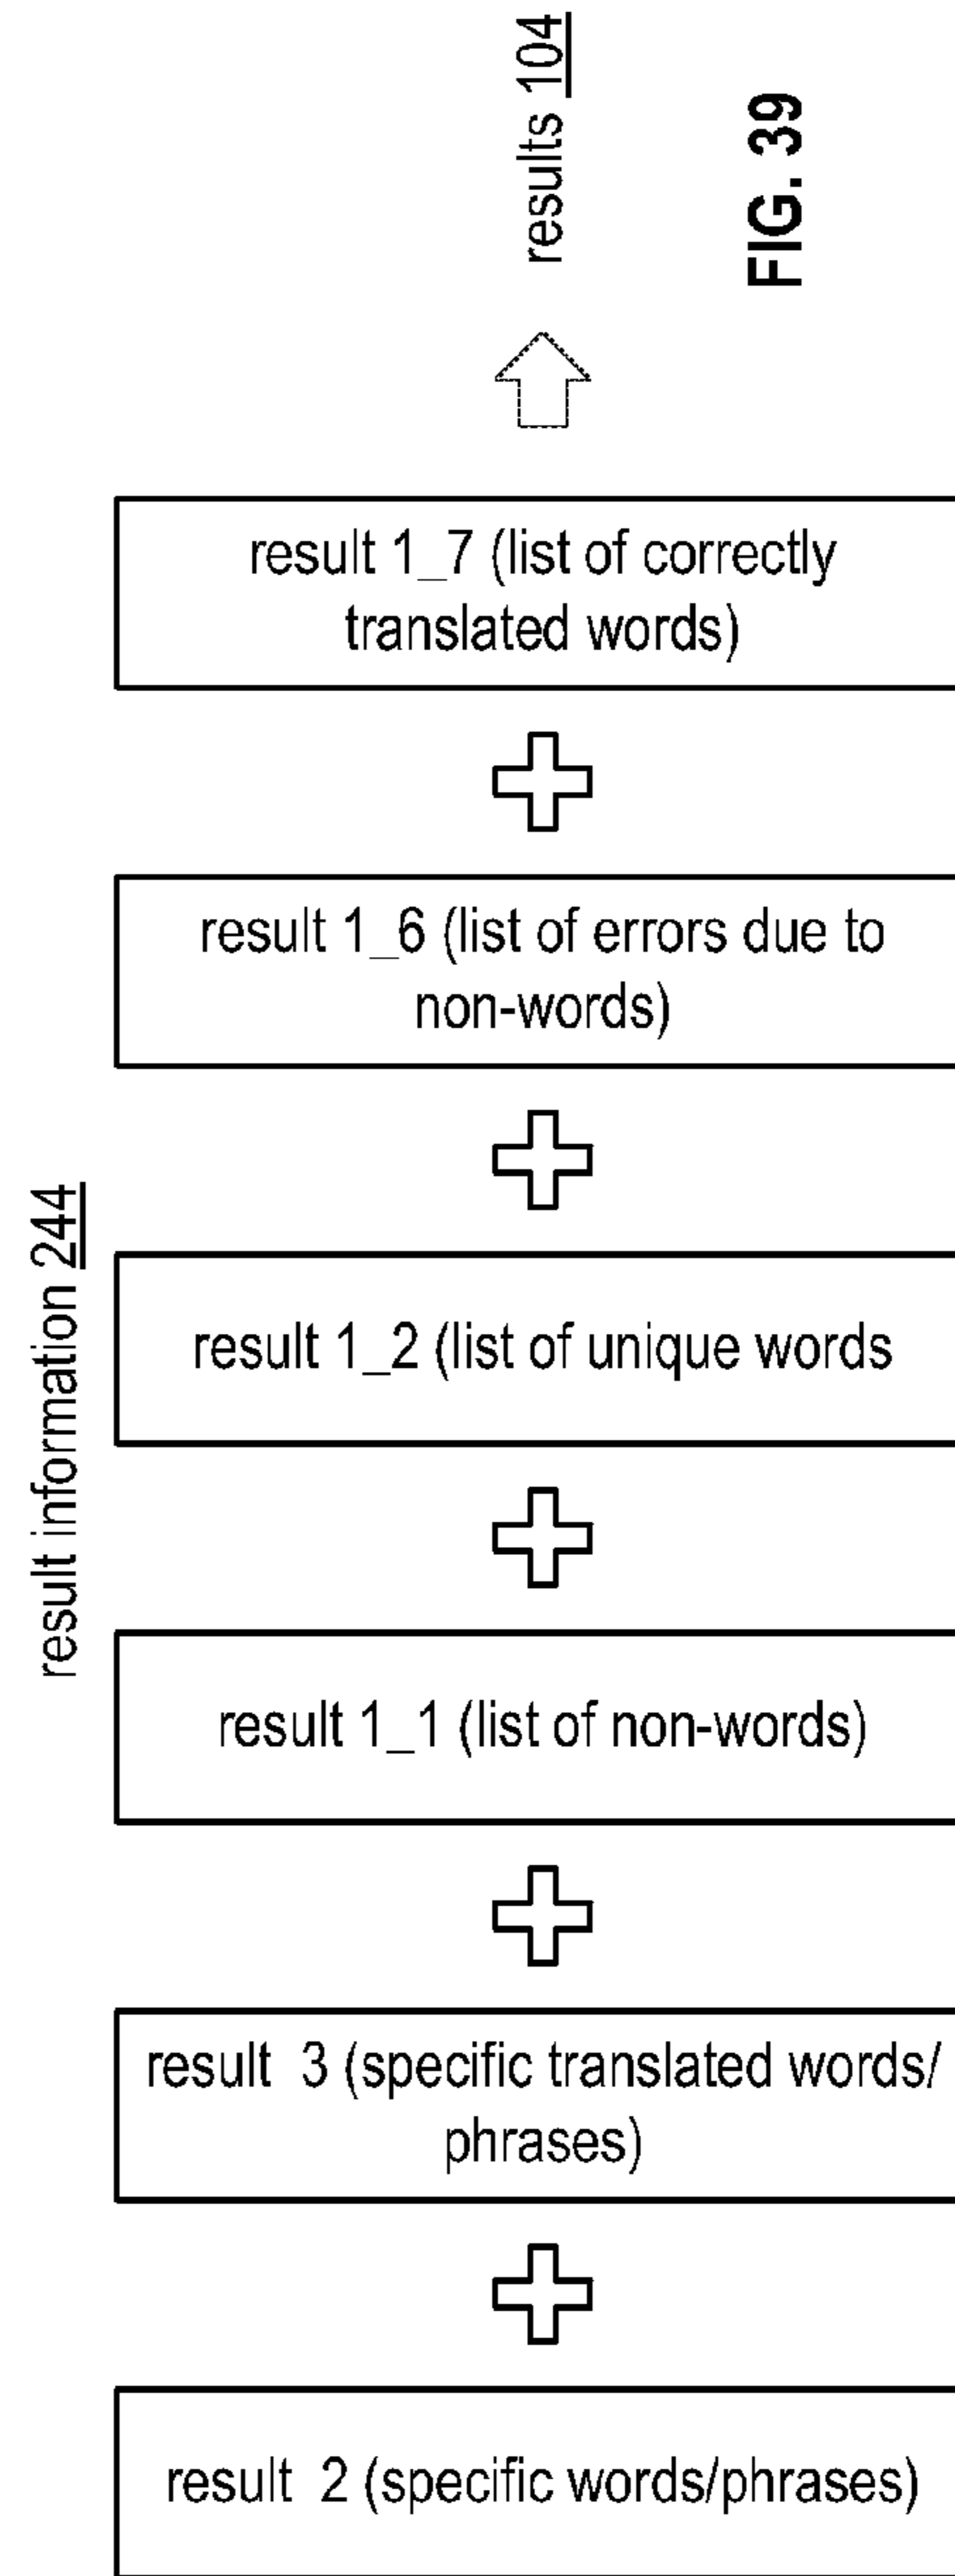 results 104
FIG. 39
result 1_7 (list of correctly
translated words)
result 1_6 (list of errors due to
non-words)
result information 244
result 1_2 (list of unique words
result 1_1 (list of non-words)
result 3 (specific translated words/
phrases)
result 2 (specific words/phrases)